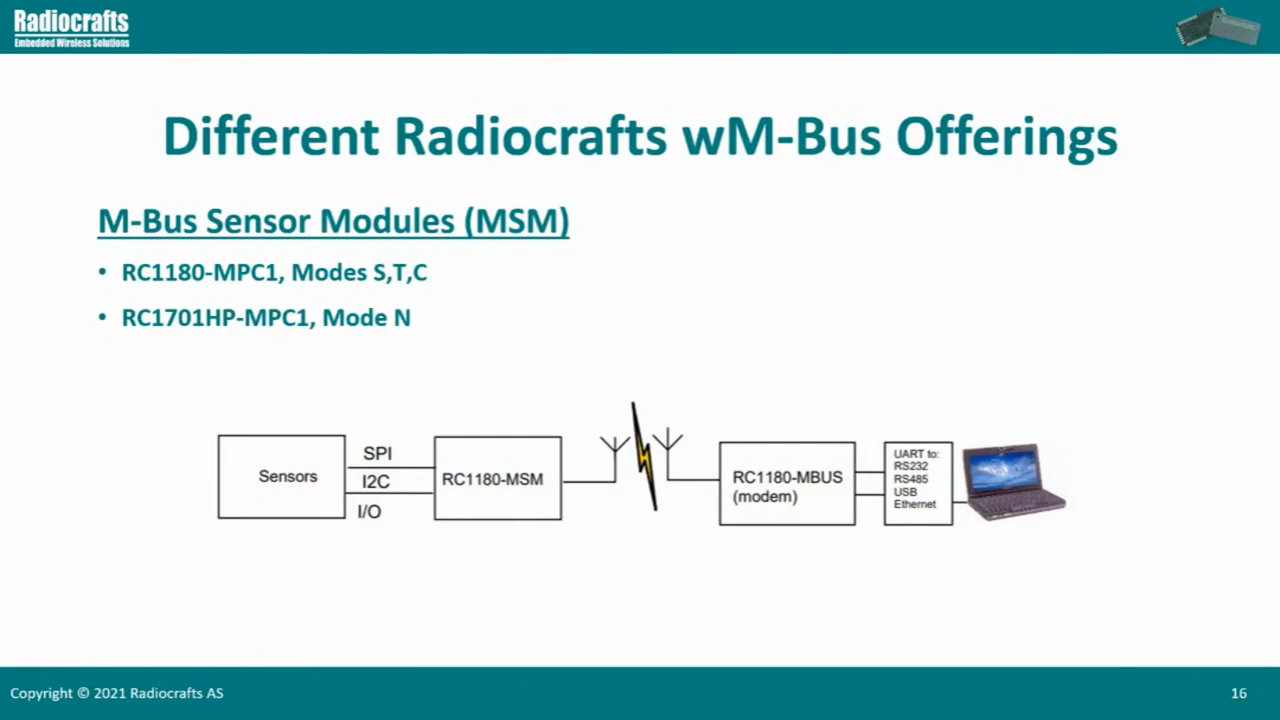 Radiocrafts
Embedded Wireless Solutions
Different Radiocrafts wM-Bus Offerings
M-Bus Sensor Modules (MSM)
• RC1180-MPC1, Modes S,T,C
• RC1701HP-MPC1, Mode N
Sensors
SPI
I2C
I/O
RC1180-MSM
RC1180-MBUS
(modem)
UART to:
RS232
RS485
USB
Ethernet
Copyright © 2021 Radiocrafts AS
16